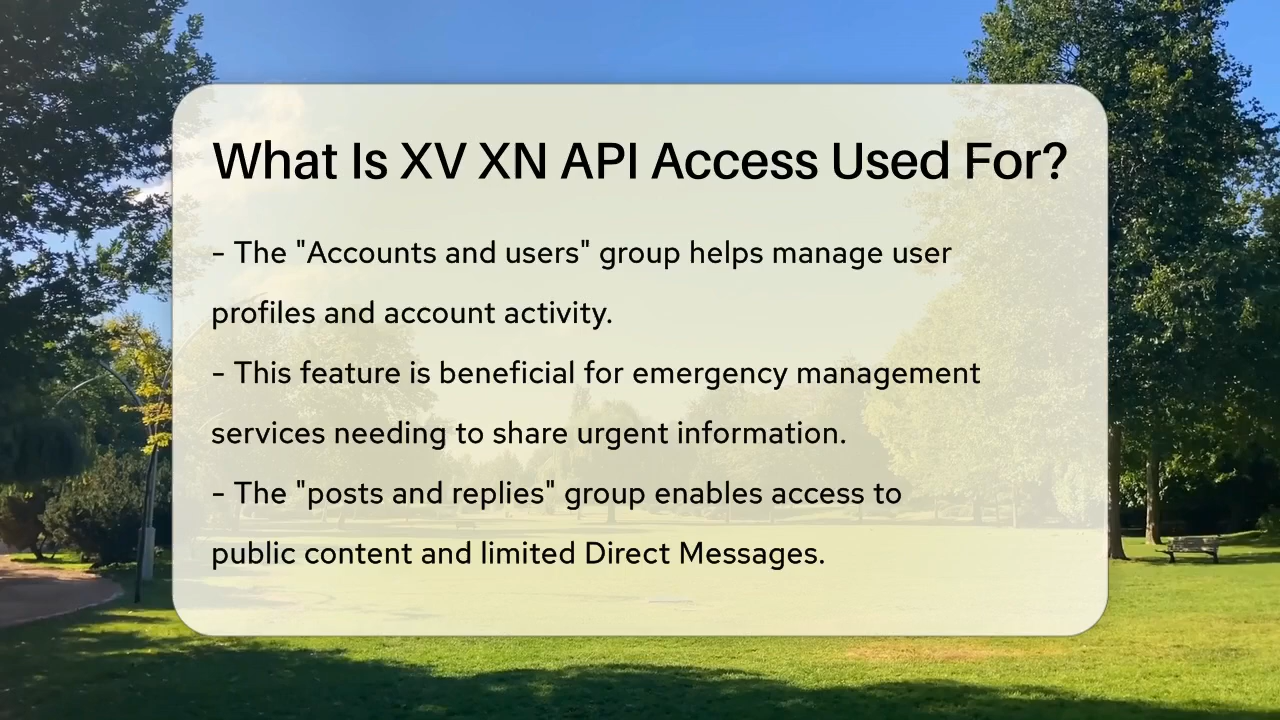 What Is XV XN API Access Used For?
– The "Accounts and users" group helps manage user
profiles and account activity.
– This feature is beneficial for emergency management
services needing to share urgent information.
– The "posts and replies" group enables access to
public content and limited Direct Messages.